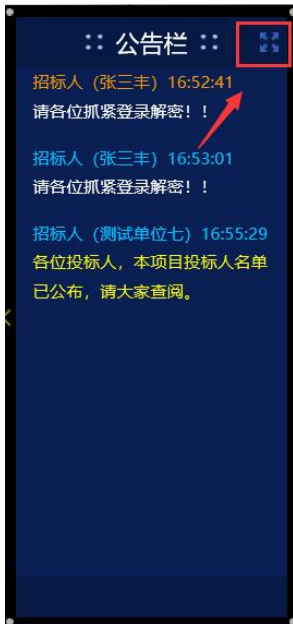 :: 公告栏 ::
招标人（张三丰）16:52:41
请各位抓紧登录解密！！
招标人（张三丰）16:53:01
请各位抓紧登录解密！！
招标人（测试单位七）16:55:29
各位投标人，本项目投标人名单
已公布，请大家查阅。